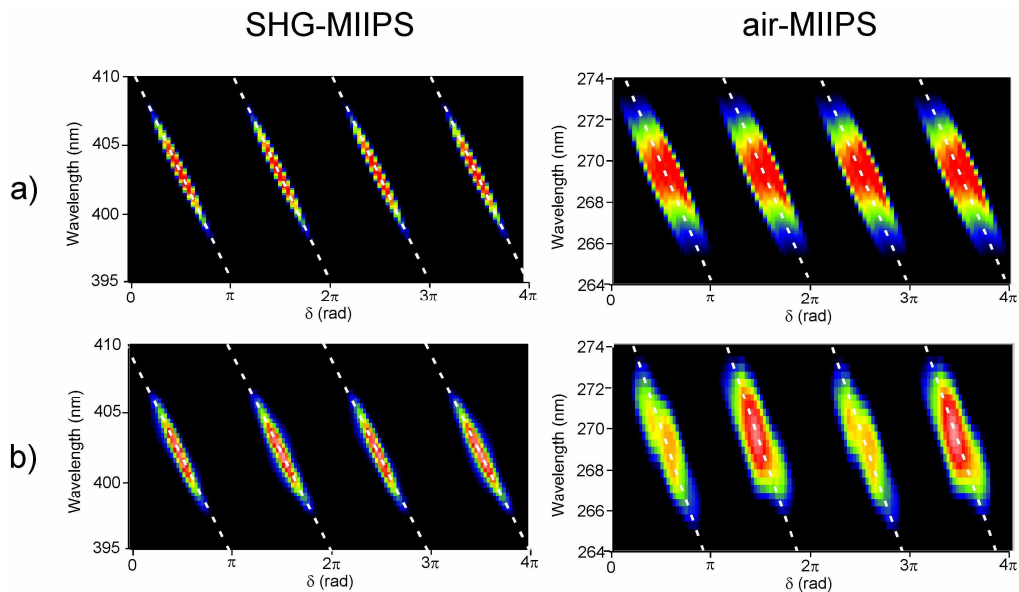 SHG-MIIPS
air-MIIPS
a)
Wavelength (nm)
410
405
400
395
0
π
2π
3π
4π
δ (rad)
Wavelength (nm)
274
272
270
268
266
264
0
π
2π
3π
4π
δ (rad)
b)
Wavelength (nm)
410
405
400
395
0
π
2π
3π
4π
δ (rad)
Wavelength (nm)
274
272
270
268
266
264
0
π
2π
3π
4π
δ (rad)